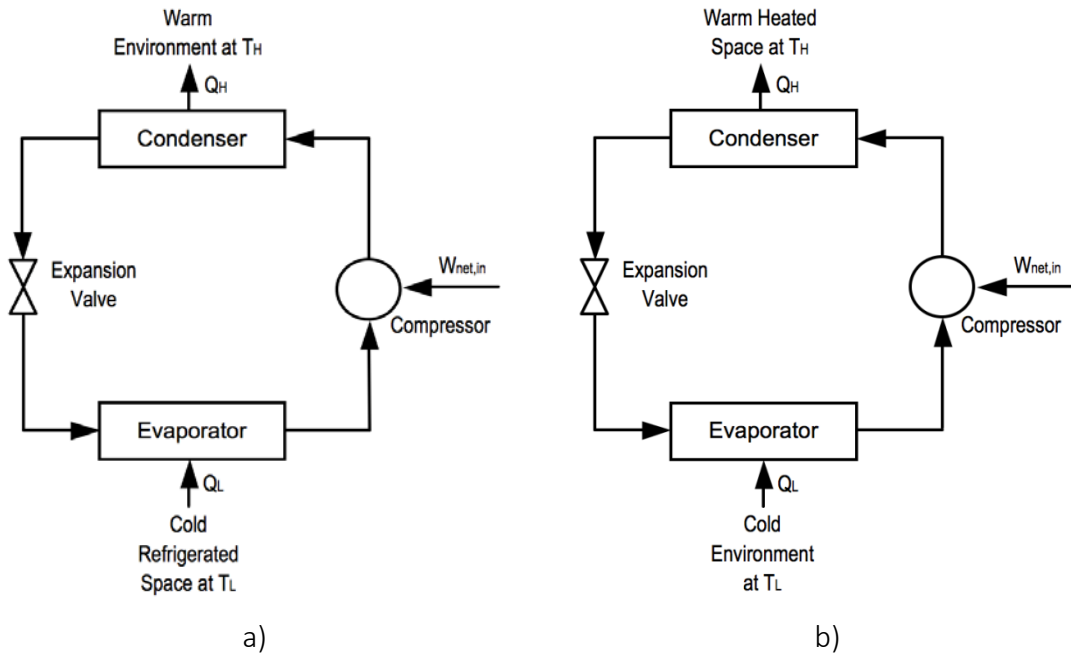 Warm
Environment at TH
QH
Condenser
Expansion
Valve
Wnet,in
Compressor
Evaporator
QL
Cold
Refrigerated
Space at TL
a)
Warm Heated
Space at TH
QH
Condenser
Expansion
Valve
Wnet,in
Compressor
Evaporator
QL
Cold
Environment
at TL
b)